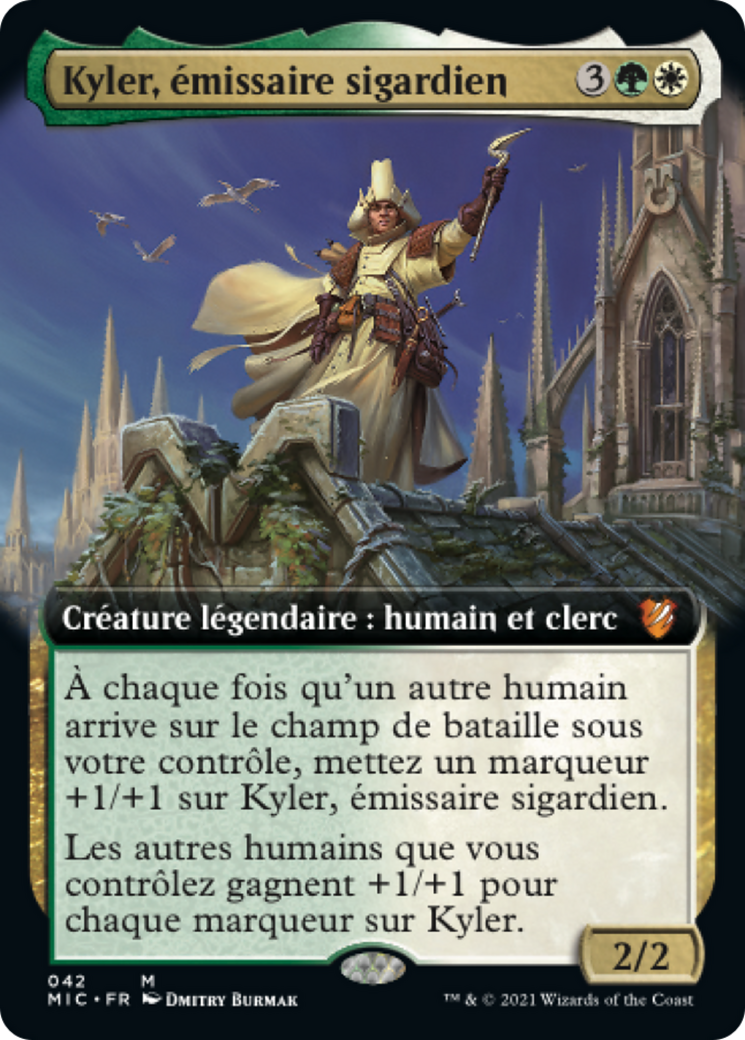 Kyler, émissaire sigardien 3
Créature légendaire : humain et clerc
À chaque fois qu'un autre humain
arrive sur le champ de bataille sous
votre contrôle, mettez un marqueur
+1/+1 sur Kyler, émissaire sigardien.
Les autres humains que vous
contrôlez gagnent +1/+1 pour
chaque marqueur sur Kyler.
2/2
042 M
MIC • FR Dmitry Burmak
™ & © 2021 Wizards of the Coast